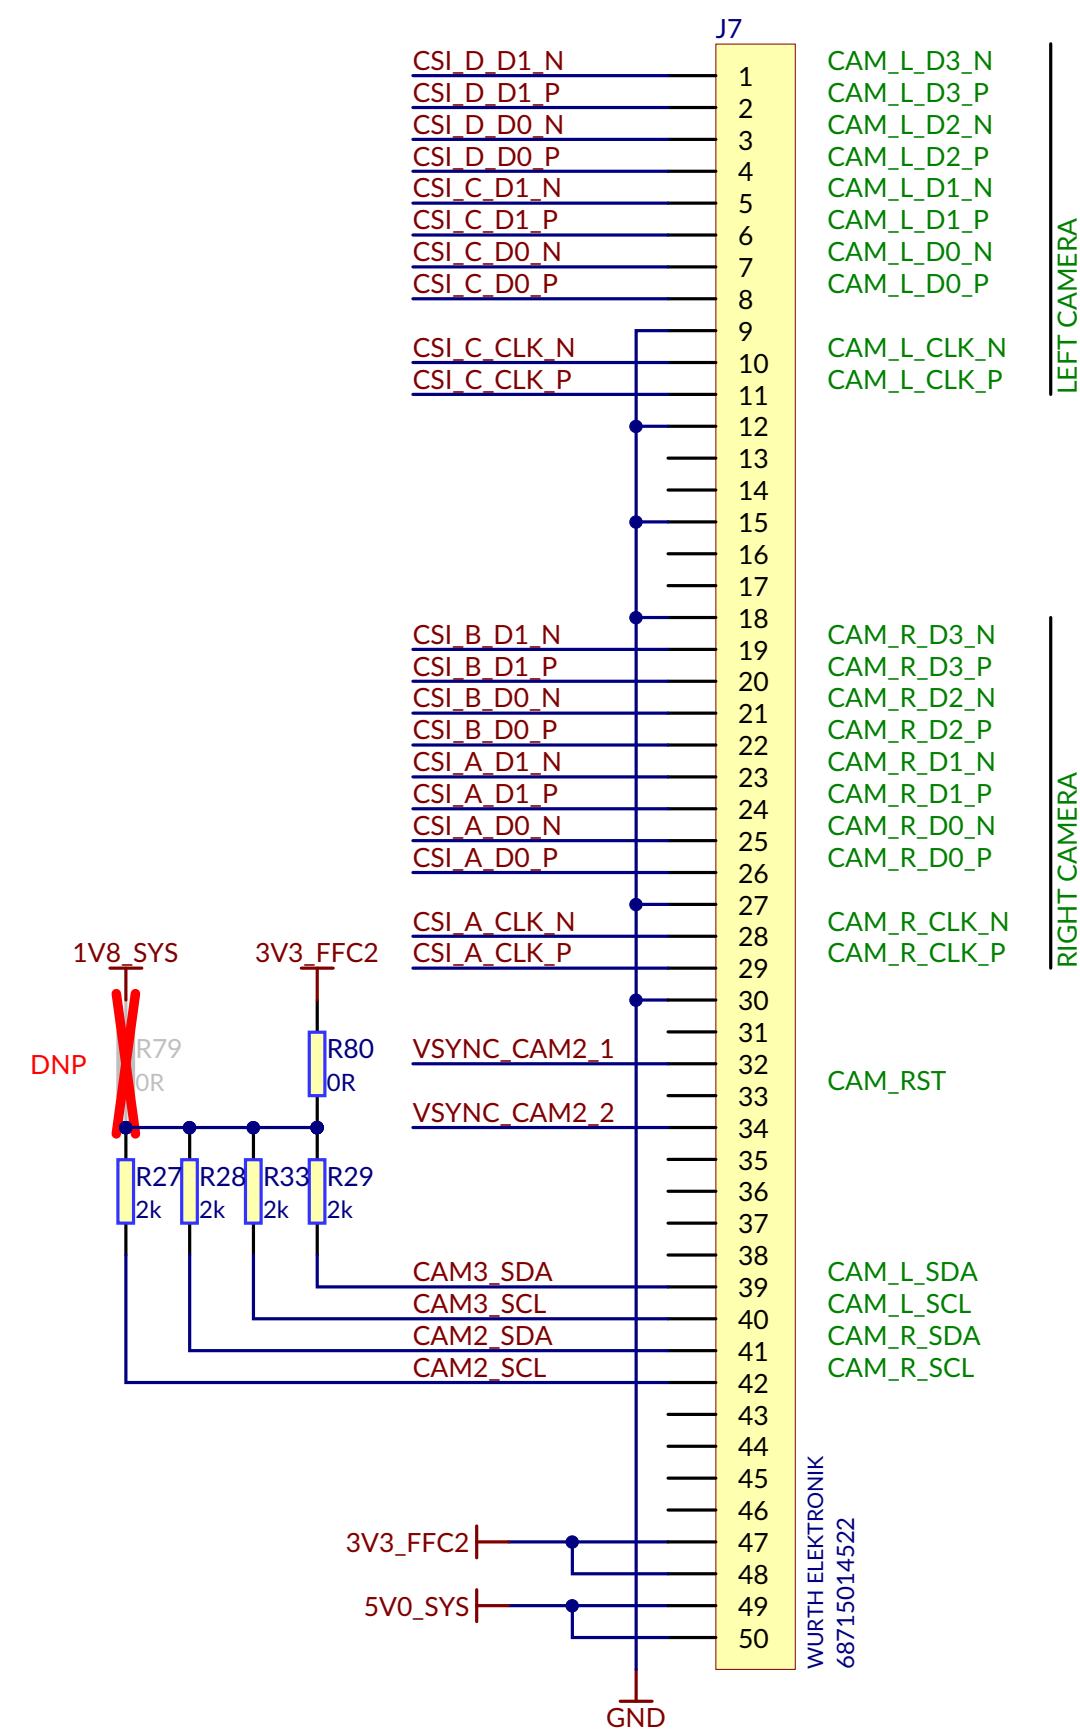 J7
CSI_D_D1_N 1 CAM_L_D3_N
CSI_D_D1_P 2 CAM_L_D3_P
CSI_D_D0_N 3 CAM_L_D2_N
CSI_D_D0_P 4 CAM_L_D2_P
CSI_C_D1_N 5 CAM_L_D1_N
CSI_C_D1_P 6 CAM_L_D1_P
CSI_C_D0_N 7 CAM_L_D0_N
CSI_C_D0_P 8 CAM_L_D0_P
9
CSI_C_CLK_N 10 CAM_L_CLK_N
CSI_C_CLK_P 11 CAM_L_CLK_P
LEFT CAMERA
12
13
14
15
16
17
18
CSI_B_D1_N 19 CAM_R_D3_N
CSI_B_D1_P 20 CAM_R_D3_P
CSI_B_D0_N 21 CAM_R_D2_N
CSI_B_D0_P 22 CAM_R_D2_P
CSI_A_D1_N 23 CAM_R_D1_N
CSI_A_D1_P 24 CAM_R_D1_P
CSI_A_D0_N 25 CAM_R_D0_N
CSI_A_D0_P 26 CAM_R_D0_P
27
CSI_A_CLK_N 28 CAM_R_CLK_N
1V8_SYS 3V3_FFC2 CSI_A_CLK_P 29 CAM_R_CLK_P
RIGHT CAMERA
30
31
R79 R80 VSYNC_CAM2_1 32
DNP
0R 0R 33 CAM_RST
VSYNC_CAM2_2 34
35
R27 R28 R33 R29 36
2k 2k 2k 2k 37
38
CAM3_SDA 39 CAM_L_SDA
CAM3_SCL 40 CAM_L_SCL
CAM2_SDA 41 CAM_R_SDA
CAM2_SCL 42 CAM_R_SCL
43
44
45
46
3V3_FFC2 47
48
5V0_SYS 49
50
WURTH ELEKTRONIK
68715014522
GND